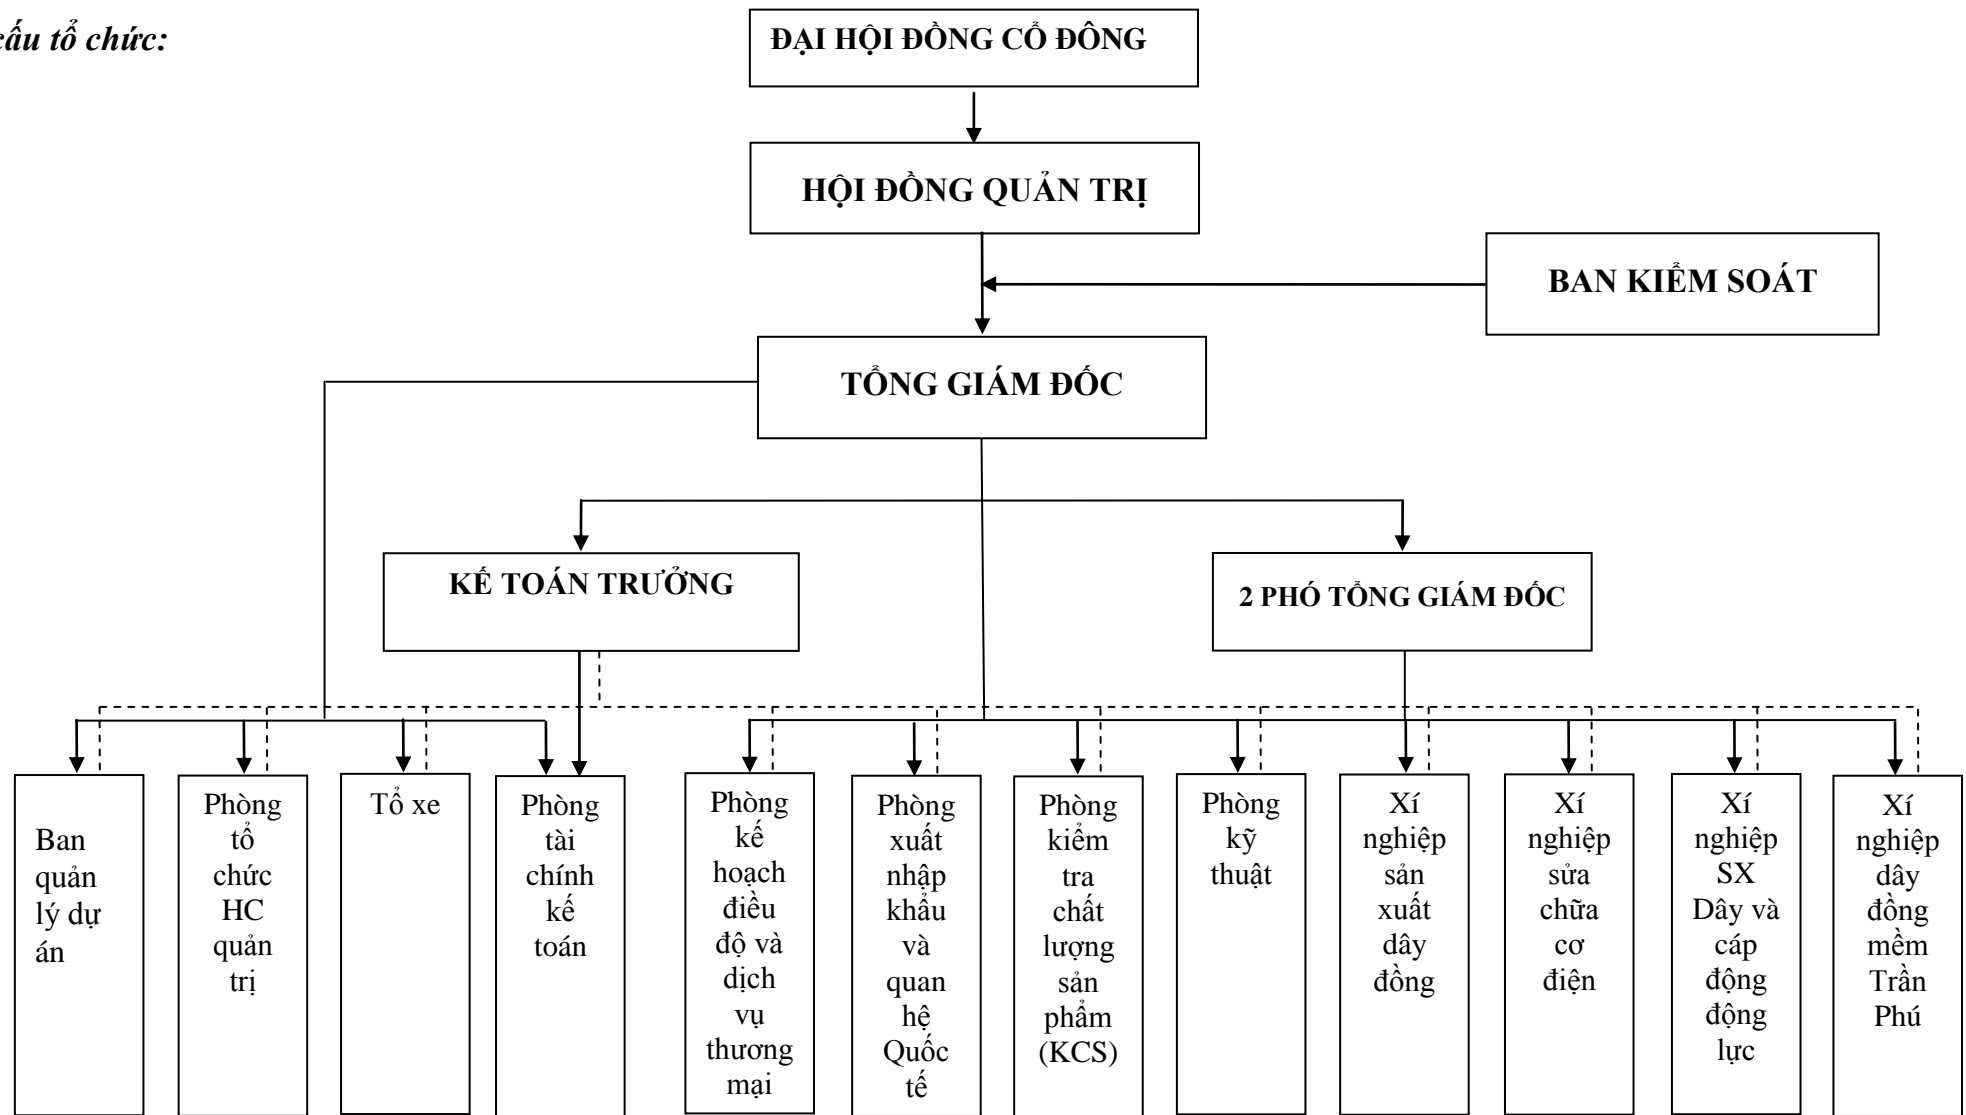 cấu tổ chức:
ĐẠI HỘI ĐỒNG CỔ ĐÔNG
HỘI ĐỒNG QUẢN TRỊ
BAN KIỂM SOÁT
TỔNG GIÁM ĐỐC
KẾ TOÁN TRƯỞNG
2 PHÓ TỔNG GIÁM ĐỐC
Ban
quản
lý dự
án
Phòng
tổ
chức
HC
quản
trị
Tổ xe
Phòng
tài
chính
kế
toán
Phòng
kế
hoạch
điều
độ và
dịch
vụ
thương
mại
Phòng
xuất
nhập
khẩu
và
quan
hệ
Quốc
tế
Phòng
kiểm
tra
chất
lượng
sản
phẩm
(KCS)
Phòng
kỹ
thuật
Xí
nghiệp
sản
xuất
dây
đồng
Xí
nghiệp
sửa
chữa
cơ
điện
Xí
nghiệp
SX
Dây và
cáp
động
động
lực
Xí
nghiệp
dây
đồng
mềm
Trần
Phú